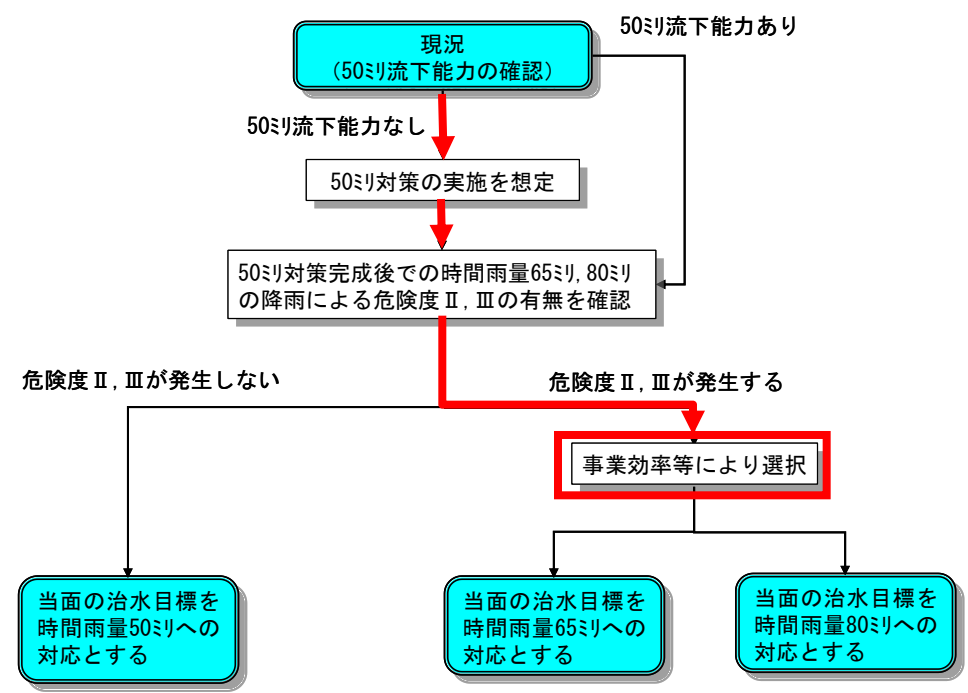 50ﾐﾘ流下能力あり
現況
（50ﾐﾘ流下能力の確認）
50ﾐﾘ流下能力なし
50ﾐﾘ対策の実施を想定
50ﾐﾘ対策完成後での時間雨量65ﾐﾘ,80ﾐﾘ
の降雨による危険度Ⅱ,Ⅲの有無を確認
危険度Ⅱ,Ⅲが発生しない
危険度Ⅱ,Ⅲが発生する
事業効率等により選択
当面の治水目標を
時間雨量50ﾐﾘへの
対応とする
当面の治水目標を
時間雨量65ﾐﾘへの
対応とする
当面の治水目標を
時間雨量80ﾐﾘへの
対応とする